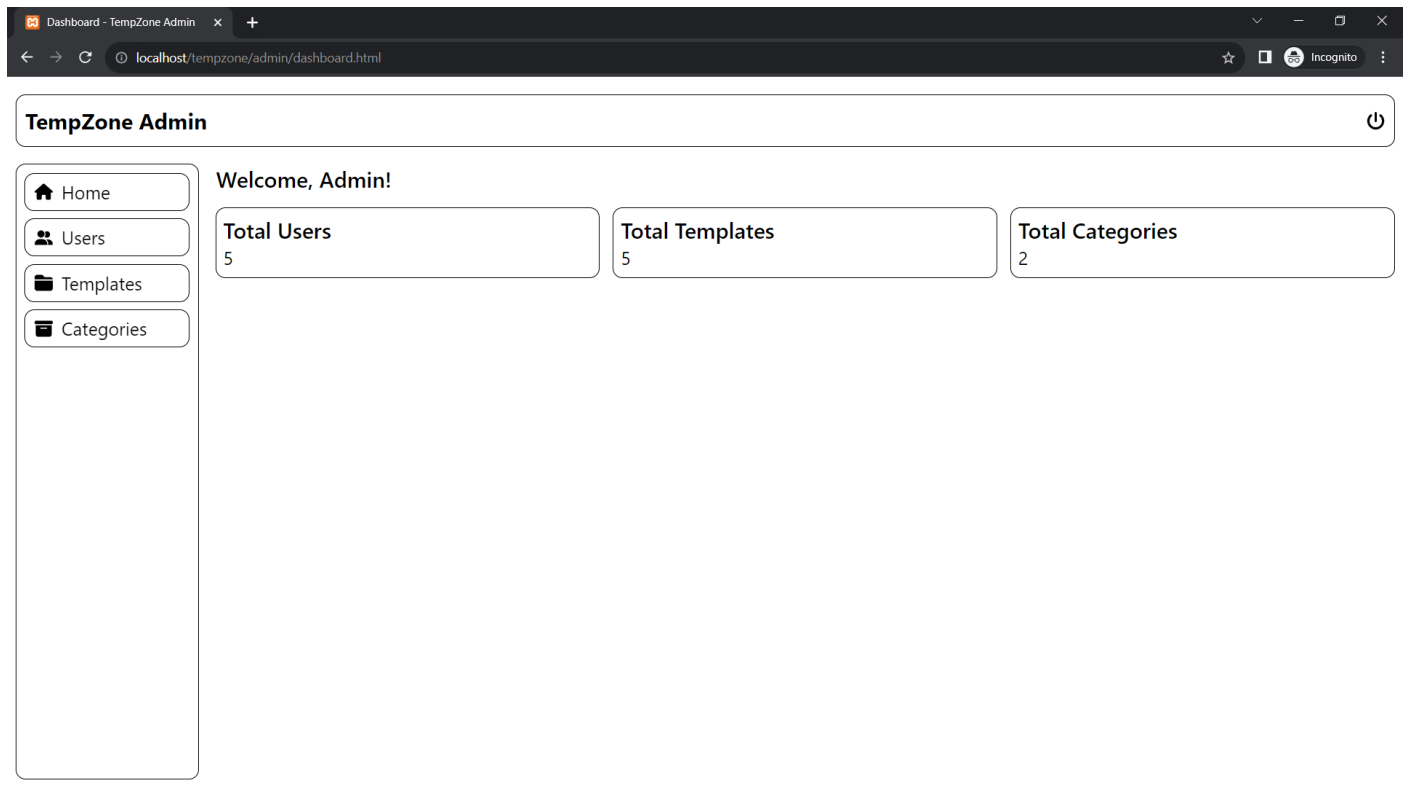 Dashboard - TempZone Admin
localhost/tempzone/admin/dashboard.html
Incognito
TempZone Admin
Home
Users
Templates
Categories
Welcome, Admin!
Total Users
5
Total Templates
5
Total Categories
2